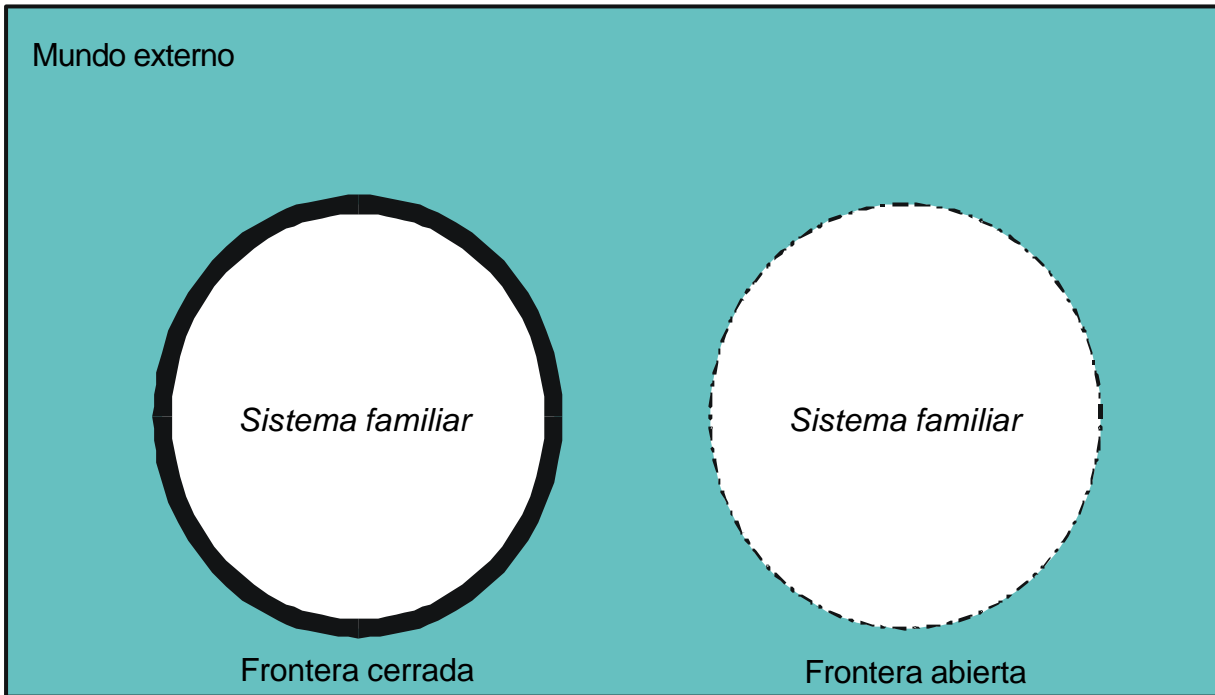 Mundo externo
Sistema familiar
Sistema familiar
Frontera cerrada
Frontera abierta